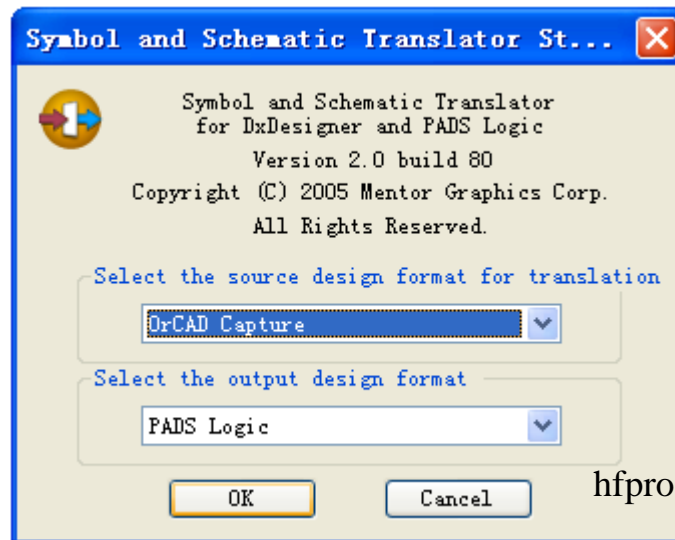 Symbol and Schematic Translator St...
Symbol and Schematic Translator
for DxDesigner and PADS Logic
Version 2.0 build 80
Copyright (C) 2005 Mentor Graphics Corp.
All Rights Reserved.
Select the source design format for translation
OrCAD Capture
Select the output design format
PADS Logic
OK Cancel
hfpro